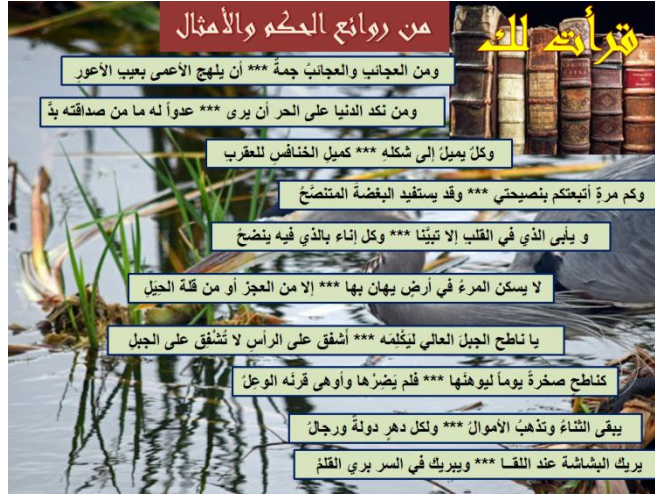 قرأت لك
من روائع الحكم والأمثال
ومن العجائبِ والعجائبُ جمةٌ *** أن يلهجَ الأعمى بعيبِ الأعورِ
ومن نكد الدنيا على الحر أن يرى *** عدواً له ما من صداقته بدَّ
وكلٌ يميلُ إلى شكلهِ *** كميلِ الخنافسِ للعقربِ
وكم مرةٍ أتبعتكم بنصيحتي *** وقد يستفيد البغضةَ المتنصِّحُ
و يأبى الذي في القلبِ إلا تبيُّنا *** وكل إناء بالذي فيه ينضحُ
لا يسكن المرءُ في أرضٍ يهان بها *** إلا من العجز أو من قلة الحِيَلِ
يا ناطح الجبلَ العالي ليَكْلِمَه *** أشفق على الرأسِ لا تُشْفِق على الجبلِ
كناطح صخرةً يوماً ليوهنَها *** فلم يَضِرْها وأوهى قرنَه الوعِلُ
يبقى الثناءُ وتذهبُ الأموالُ *** ولكل دهرٍ دولةٌ ورجالُ
يريك البشاشة عند اللقـا *** ويبريك في السر بري القلمْ